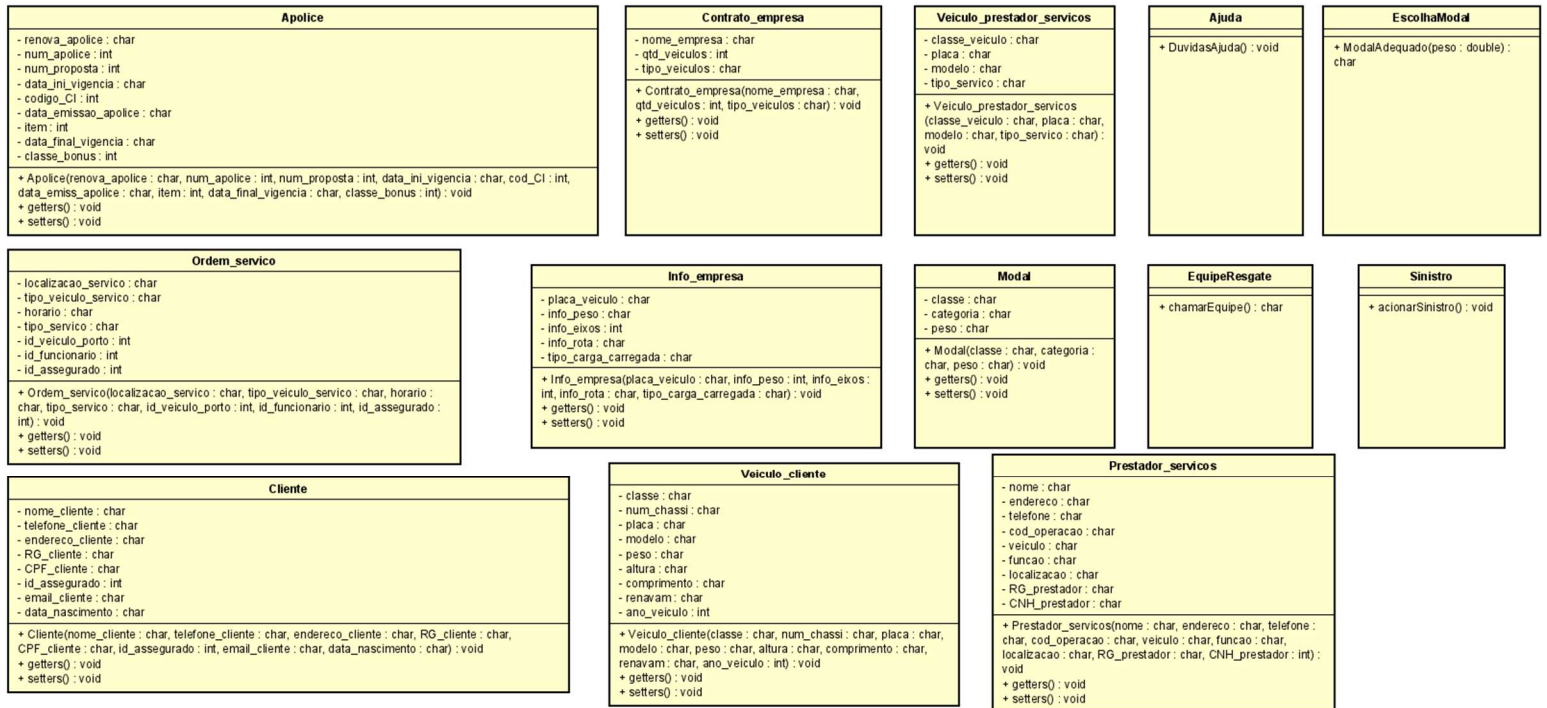 Apolice
- renova_apolice : char
- num_apolice : int
- num_proposta : int
- data_ini_vigencia : char
- codigo_CI : int
- data_emissao_apolice : char
- item : int
- data_final_vigencia : char
- classe_bonus : int
+ Apolice(renova_apolice : char, num_apolice : int, num_proposta : int, data_ini_vigencia : char, cod_CI : int,
data_emiss_apolice : char, item : int, data_final_vigencia : char, classe_bonus : int) : void
+ getters() : void
+ setters() : void
Contrato_empresa
- nome_empresa : char
- qtd_veiculos : int
- tipo_veiculos : char
+ Contrato_empresa(nome_empresa : char,
qtd_veiculos : int, tipo_veiculos : char) : void
+ getters() : void
+ setters() : void
Veiculo_prestador_servicos
- classe_veiculo : char
- placa : char
- modelo : char
- tipo_servico : char
+ Veiculo_prestador_servicos
(classe_veiculo : char, placa : char,
modelo : char, tipo_servico : char) :
void
+ getters() : void
+ setters() : void
Ajuda
+ DuvidasAjuda() : void
EscolhaModal
+ ModalAdequado(peso : double) :
char
Ordem_servico
- localizacao_servico : char
- tipo_veiculo_servico : char
- horario : char
- tipo_servico : char
- id_veiculo_porto : int
- id_funcionario : int
- id_assegurado : int
+ Ordem_servico(localizacao_servico : char, tipo_veiculo_servico : char, horario :
char, tipo_servico : char, id_veiculo_porto : int, id_funcionario : int, id_assegurado :
int) : void
+ getters() : void
+ setters() : void
Info_empresa
- placa_veiculo : char
- info_peso : char
- info_eixos : int
- info_rota : char
- tipo_carga_carregada : char
+ Info_empresa(placa_veiculo : char, info_peso : int, info_eixos :
int, info_rota : char, tipo_carga_carregada : char) : void
+ getters() : void
+ setters() : void
Modal
- classe : char
- categoria : char
- peso : char
+ Modal(classe : char, categoria :
char, peso : char) : void
+ getters() : void
+ setters() : void
EquipeResgate
+ chamarEquipe() : char
Sinistro
+ acionarSinistro() : void
Cliente
- nome_cliente : char
- telefone_cliente : char
- endereco_cliente : char
- RG_cliente : char
- CPF_cliente : char
- id_assegurado : int
- email_cliente : char
- data_nascimento : char
+ Cliente(nome_cliente : char, telefone_cliente : char, endereco_cliente : char, RG_cliente : char,
CPF_cliente : char, id_assegurado : int, email_cliente : char, data_nascimento : char) : void
+ getters() : void
+ setters() : void
Veiculo_cliente
- classe : char
- num_chassi : char
- placa : char
- modelo : char
- peso : char
- altura : char
- comprimento : char
- renavam : char
- ano_veiculo : int
+ Veiculo_cliente(classe : char, num_chassi : char, placa : char,
modelo : char, peso : char, altura : char, comprimento : char,
renavam : char, ano_veiculo : int) : void
+ getters() : void
+ setters() : void
Prestador_servicos
- nome : char
- endereco : char
- telefone : char
- cod_operacao : char
- veiculo : char
- funcao : char
- localizacao : char
- RG_prestador : char
- CNH_prestador : char
+ Prestador_servicos(nome : char, endereco : char, telefone :
char, cod_operacao : char, veiculo : char, funcao : char,
localizacao : char, RG_prestador : char, CNH_prestador : int) :
void
+ getters() : void
+ setters() : void